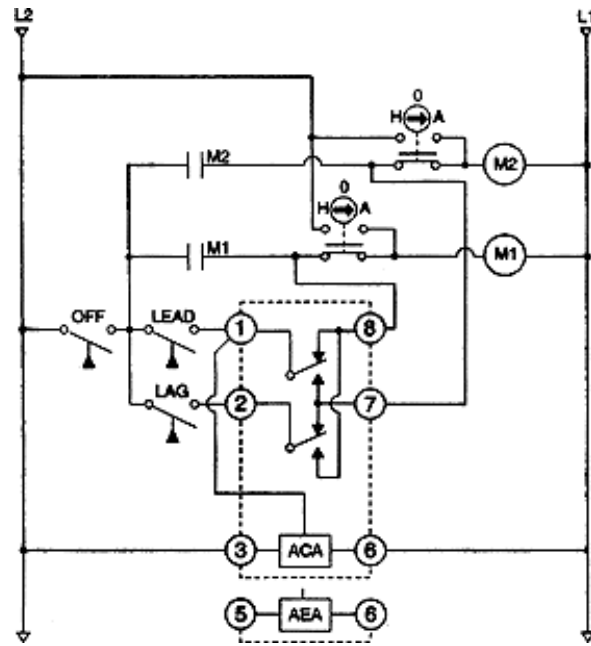 L2 L1
0
H A
M2 M2
0
H A
M1 M1
OFF LEAD 1 8
LAG 2 7
3 ACA 6
5 AEA 6